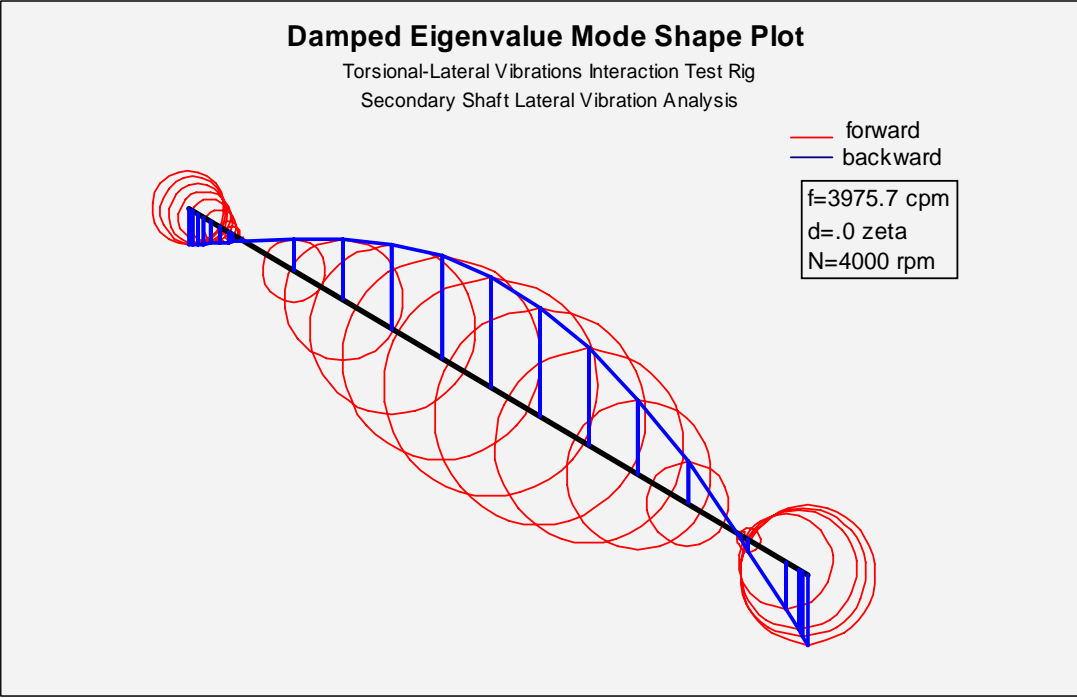 Damped Eigenvalue Mode Shape Plot
Torsional-Lateral Vibrations Interaction Test Rig
Secondary Shaft Lateral Vibration Analysis
forward
backward
f=3975.7 cpm
d=.0 zeta
N=4000 rpm